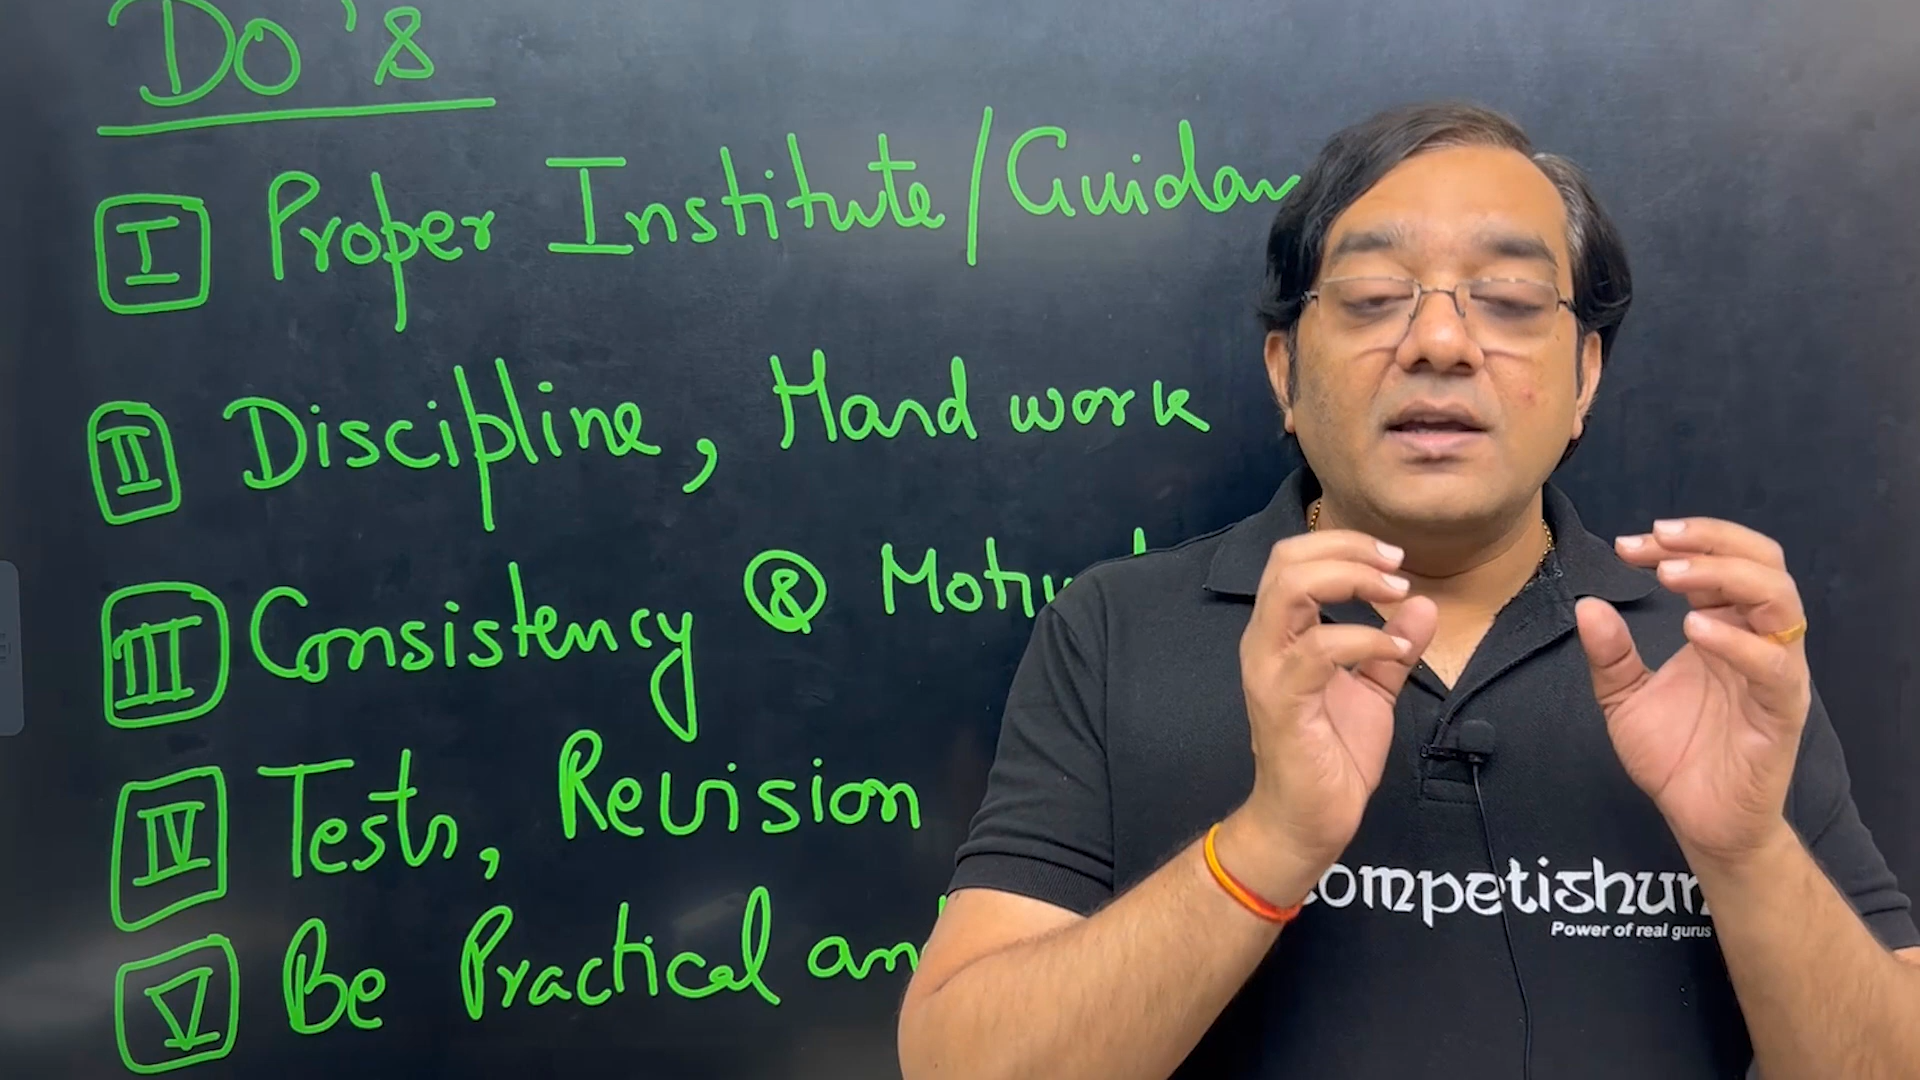 Do's
I Proper Institute/Guidan
II Discipline, Hard work
III Consistency & Motiv
IV Tests, Revision
V Be Practical an
competishun
Power of real gurus